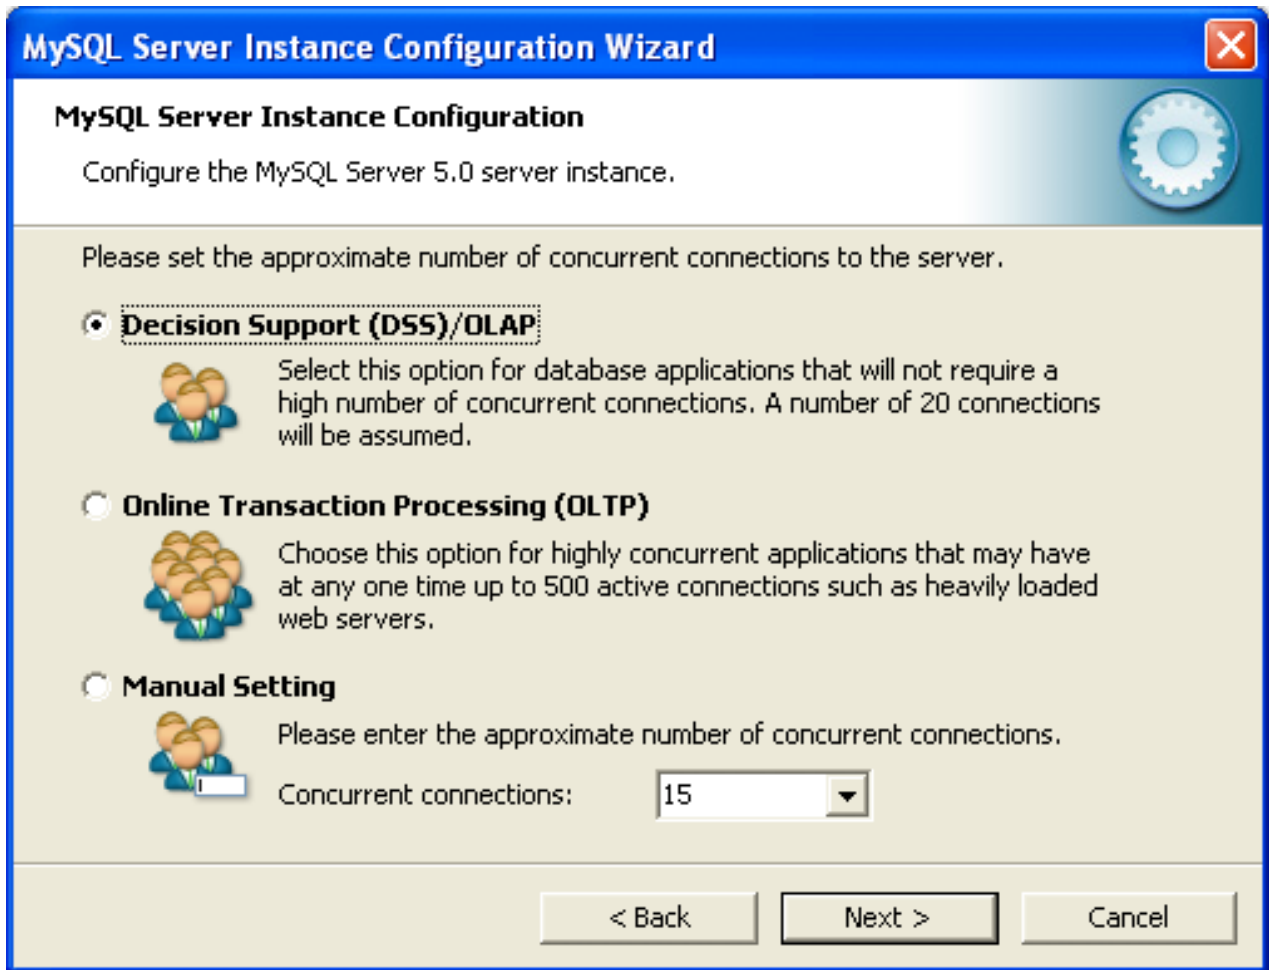 MySQL Server Instance Configuration Wizard
MySQL Server Instance Configuration
Configure the MySQL Server 5.0 server instance.
Please set the approximate number of concurrent connections to the server.
Decision Support (DSS)/OLAP
Select this option for database applications that will not require a
high number of concurrent connections. A number of 20 connections
will be assumed.
Online Transaction Processing (OLTP)
Choose this option for highly concurrent applications that may have
at any one time up to 500 active connections such as heavily loaded
web servers.
Manual Setting
Please enter the approximate number of concurrent connections.
Concurrent connections: 15
< Back Next > Cancel